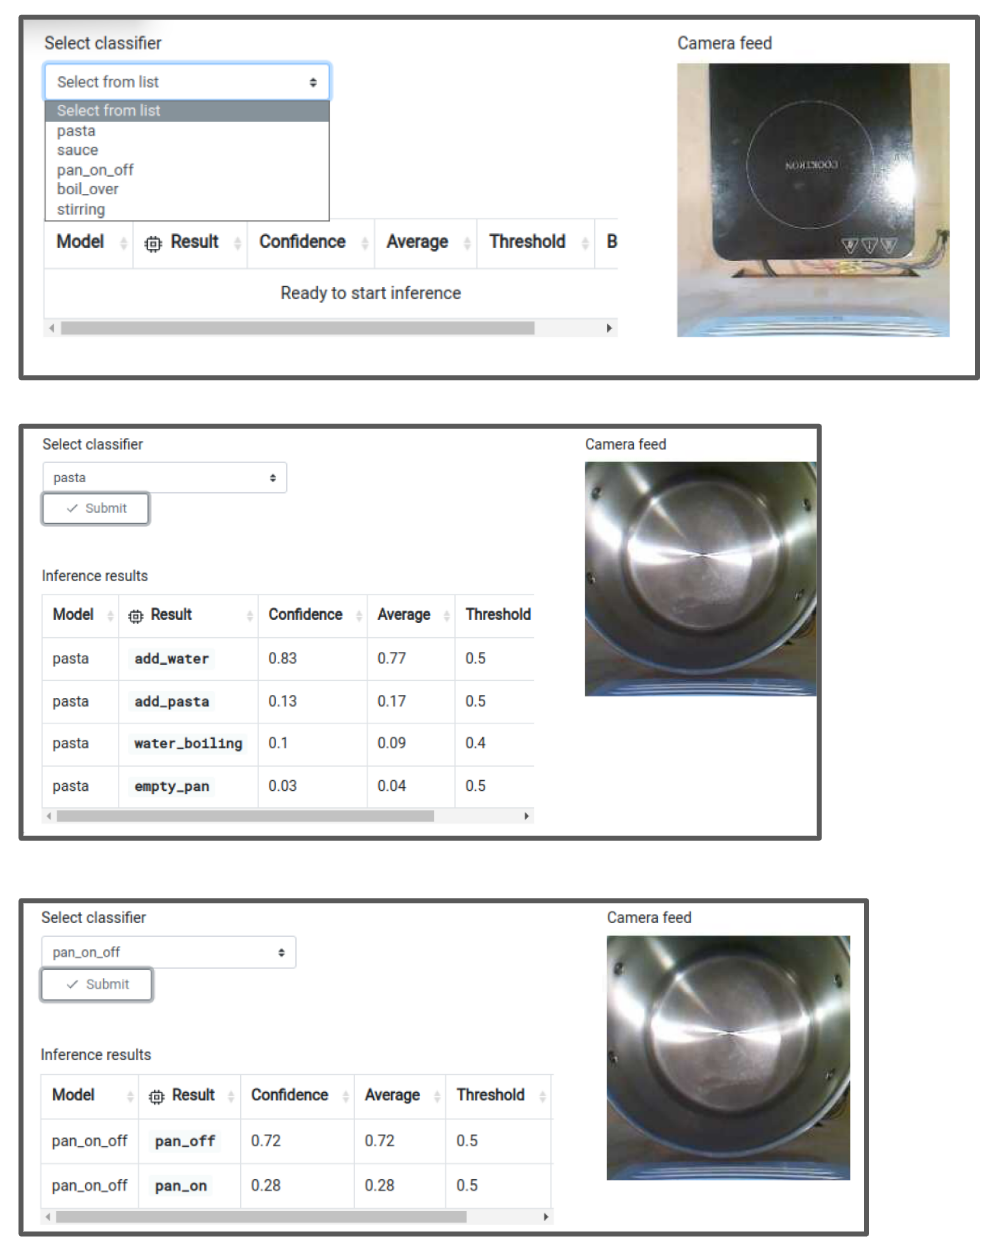 Select classifier
Camera feed
Select from list
Select from list
pasta
sauce
pan_on_off
boil_over
stirring
COOKTRON
Model Result Confidence Average Threshold B
Ready to start inference
Select classifier
Camera feed
pasta
Submit
Inference results
Model Result Confidence Average Threshold
pasta add_water 0.83 0.77 0.5
pasta add_pasta 0.13 0.17 0.5
pasta water_boiling 0.1 0.09 0.4
pasta empty_pan 0.03 0.04 0.5
Select classifier
Camera feed
pan_on_off
Submit
Inference results
Model Result Confidence Average Threshold
pan_on_off pan_off 0.72 0.72 0.5
pan_on_off pan_on 0.28 0.28 0.5